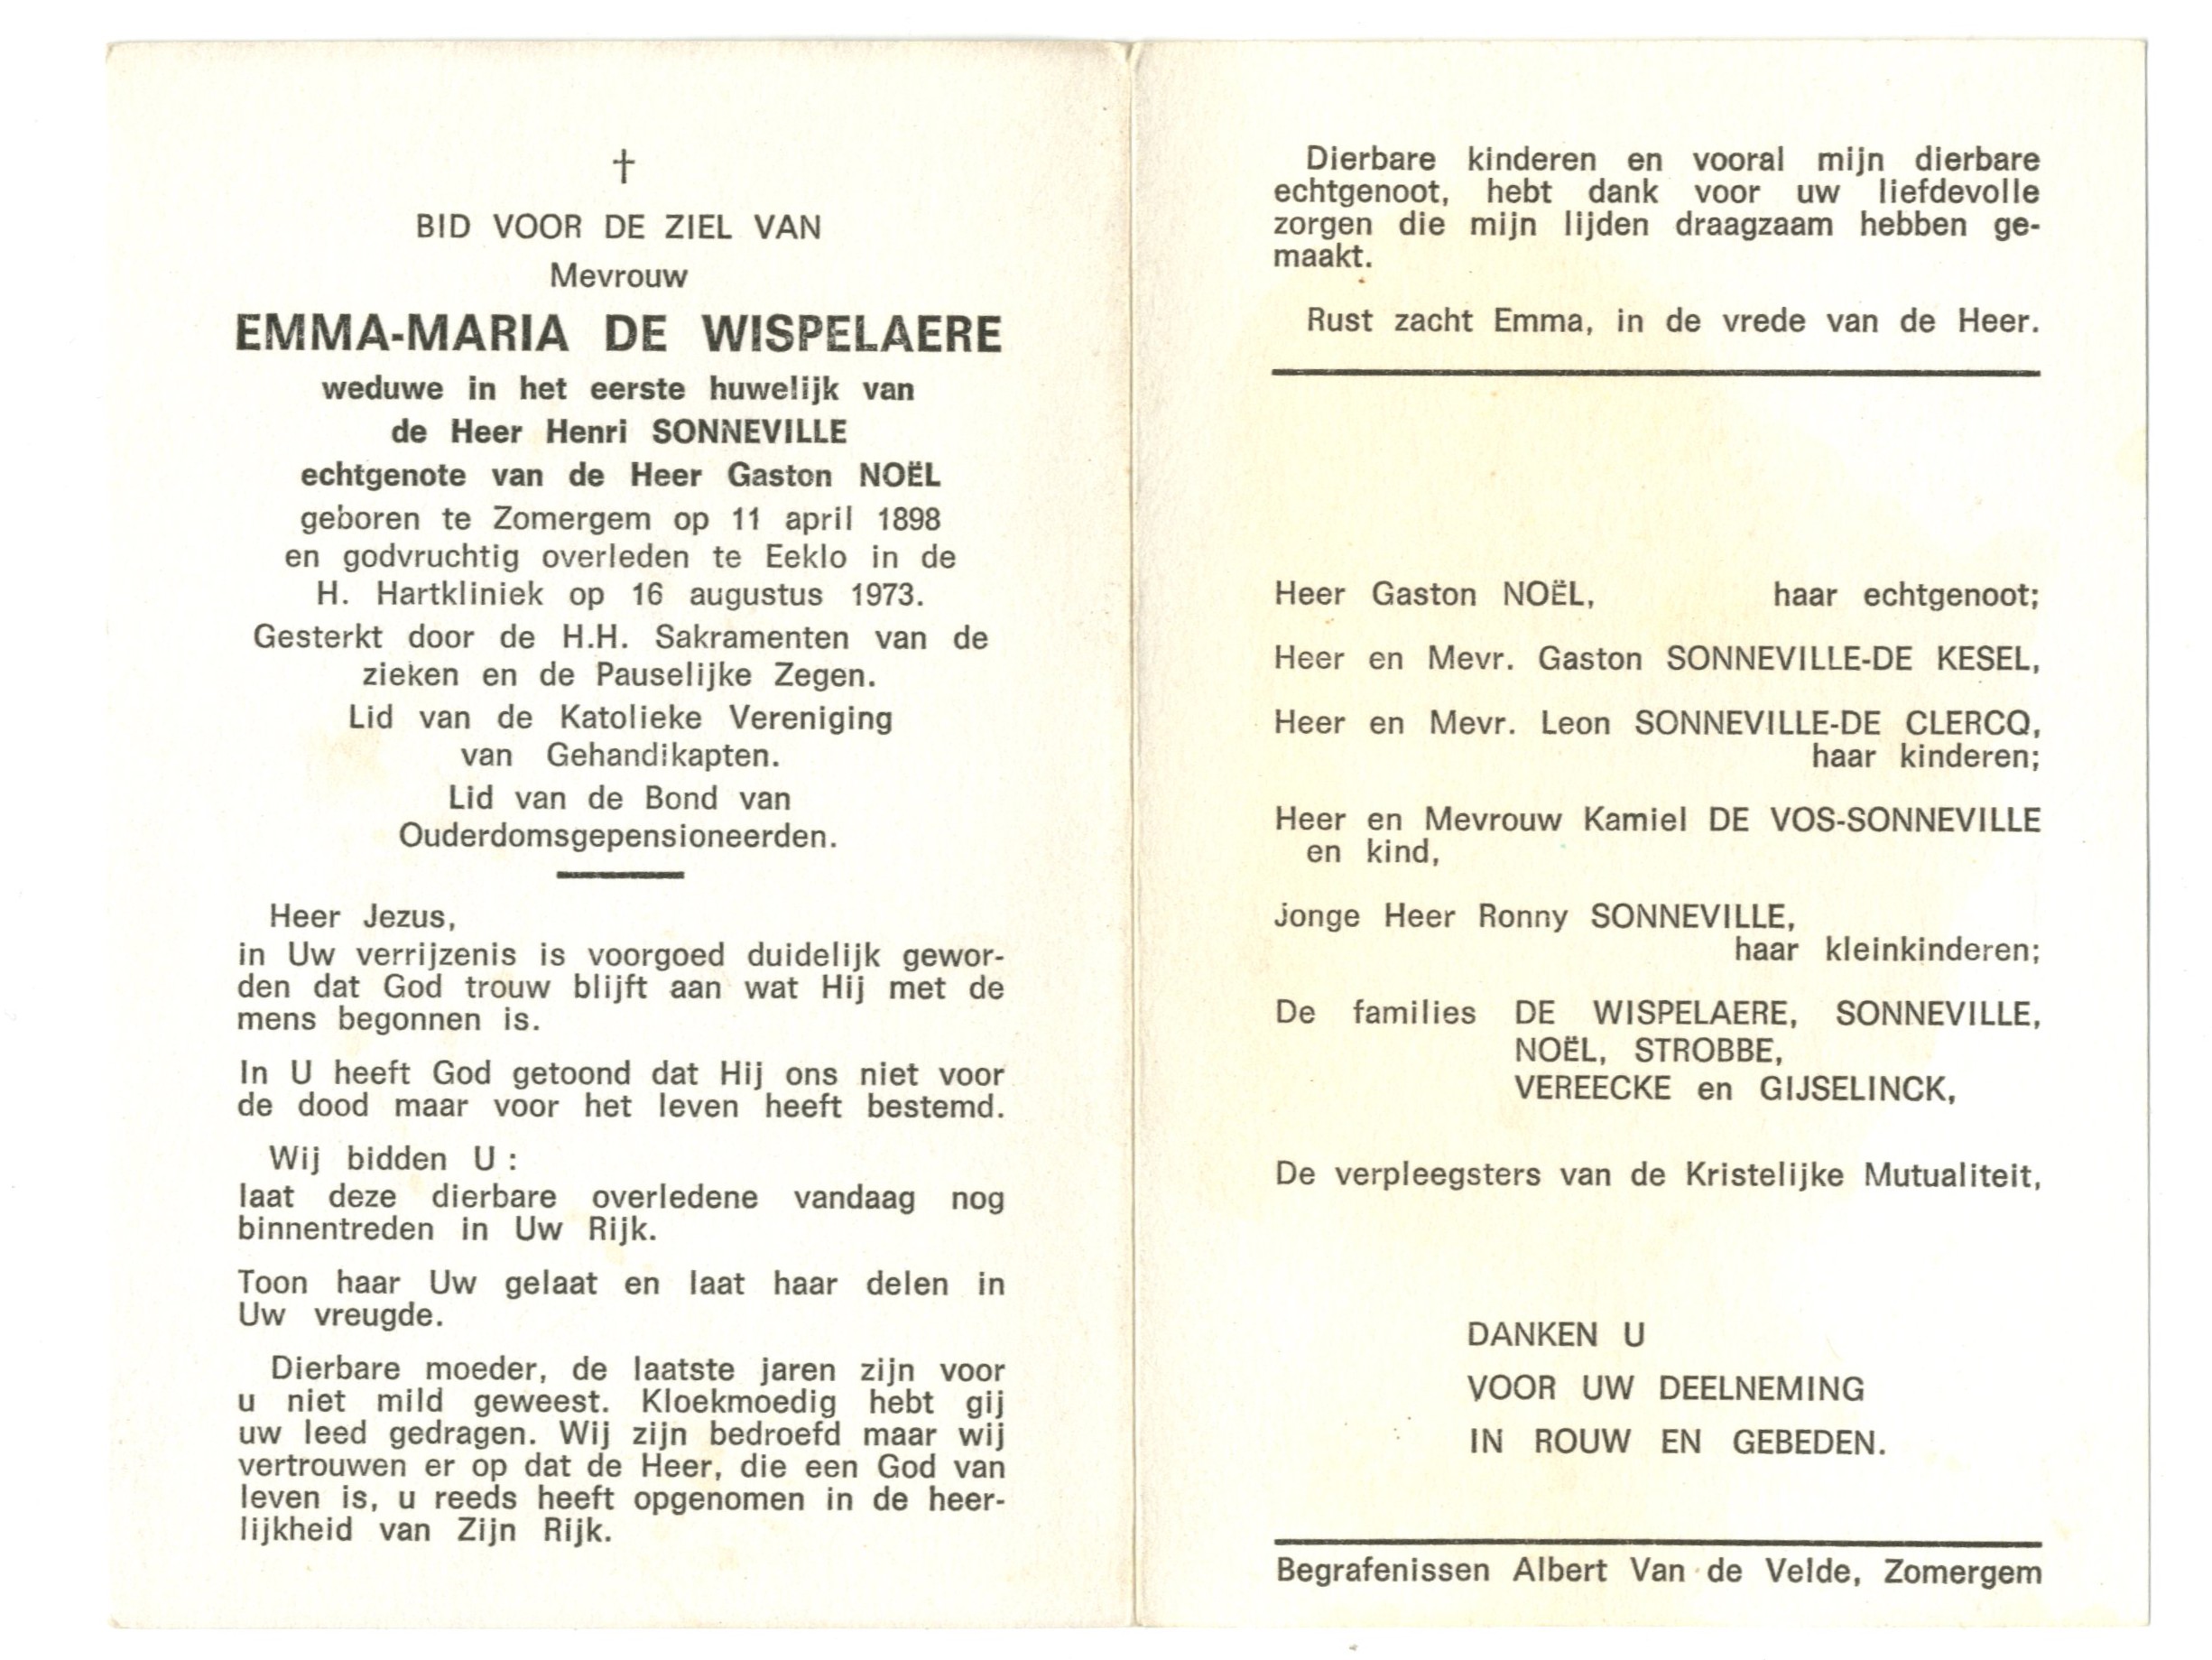 †
BID VOOR DE ZIEL VAN
Mevrouw
EMMA-MARIA DE WISPELAERE
weduwe in het eerste huwelijk van
de Heer Henri SONNEVILLE
echtgenote van de Heer Gaston NOËL
geboren te Zomergem op 11 april 1898
en godvruchtig overleden te Eeklo in de
H. Hartkliniek op 16 augustus 1973.
Gesterkt door de H.H. Sakramenten van de
zieken en de Pauselijke Zegen.
Lid van de Katolieke Vereniging
van Gehandikapten.
Lid van de Bond van
Ouderdomsgepensioneerden.
Heer Jezus,
in Uw verrijzenis is voorgoed duidelijk gewor-
den dat God trouw blijft aan wat Hij met de
mens begonnen is.
In U heeft God getoond dat Hij ons niet voor
de dood maar voor het leven heeft bestemd.
Wij bidden U :
laat deze dierbare overledene vandaag nog
binnentreden in Uw Rijk.
Toon haar Uw gelaat en laat haar delen in
Uw vreugde.
Dierbare moeder, de laatste jaren zijn voor
u niet mild geweest. Kloekmoedig hebt gij
uw leed gedragen. Wij zijn bedroefd maar wij
vertrouwen er op dat de Heer, die een God van
leven is, u reeds heeft opgenomen in de heer-
lijkheid van Zijn Rijk.
Dierbare kinderen en vooral mijn dierbare
echtgenoot, hebt dank voor uw liefdevolle
zorgen die mijn lijden draagzaam hebben ge-
maakt.
Rust zacht Emma, in de vrede van de Heer.
Heer Gaston NOËL, haar echtgenoot;
Heer en Mevr. Gaston SONNEVILLE-DE KESEL,
Heer en Mevr. Leon SONNEVILLE-DE CLERCQ,
haar kinderen;
Heer en Mevrouw Kamiel DE VOS-SONNEVILLE
en kind,
jonge Heer Ronny SONNEVILLE,
haar kleinkinderen;
De families DE WISPELAERE, SONNEVILLE,
NOËL, STROBBE,
VEREECKE en GIJSELINCK,
De verpleegsters van de Kristelijke Mutualiteit,
DANKEN U
VOOR UW DEELNEMING
IN ROUW EN GEBEDEN.
Begrafenissen Albert Van de Velde, Zomergem